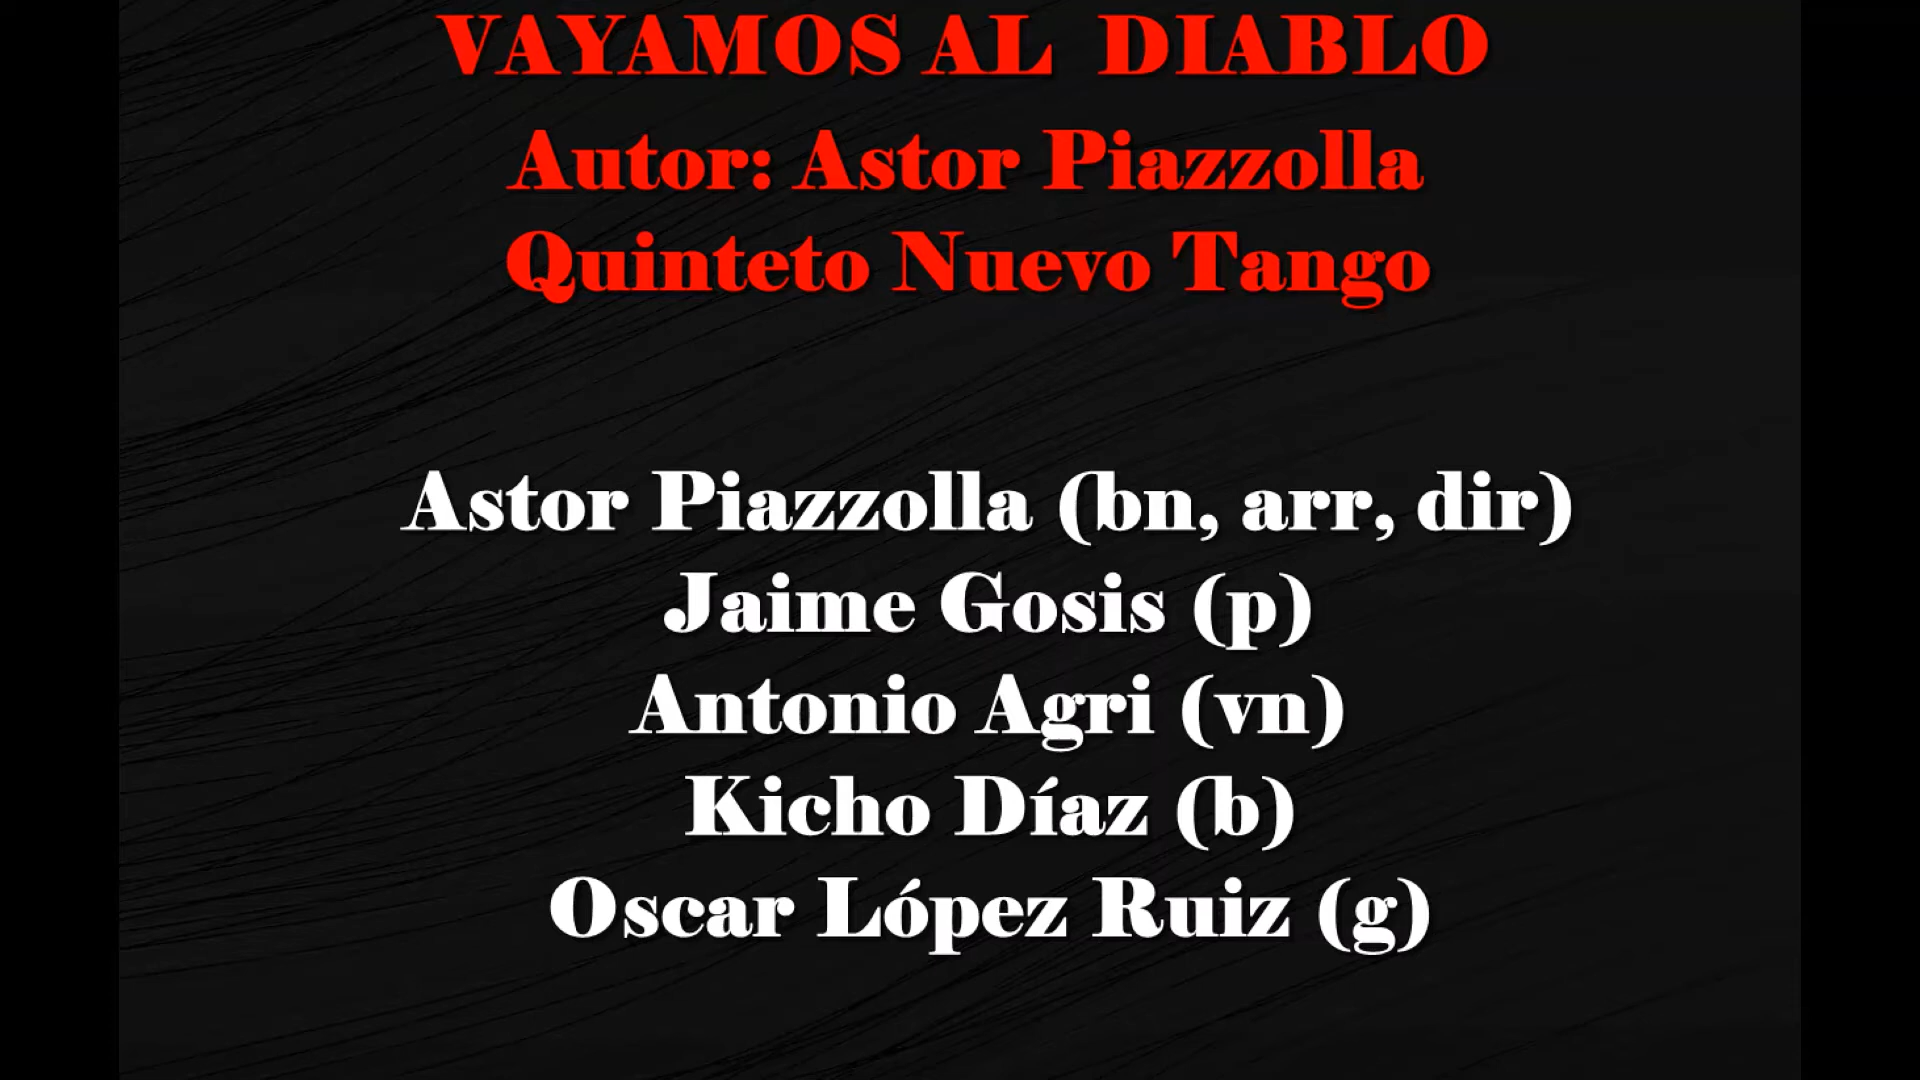 VAYAMOS AL DIABLO
Autor: Astor Piazzolla
Quinteto Nuevo Tango
Astor Piazzolla (bn, arr, dir)
Jaime Gosis (p)
Antonio Agri (vn)
Kicho Díaz (b)
Oscar López Ruiz (g)